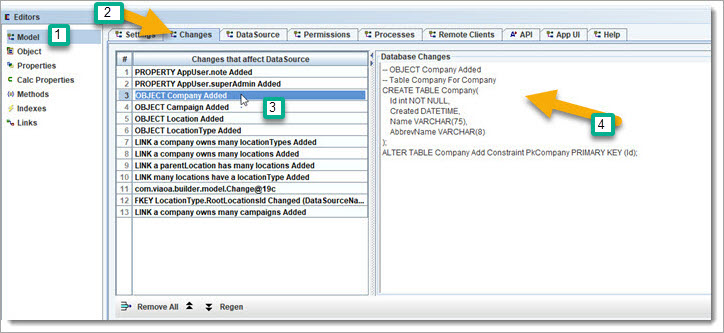 2
Editors
Model
1
Object
Properties
Calc Properties
Methods
Indexes
Links
Settings
Changes
DataSource
Permissions
Processes
Remote Clients
API
App UI
Help
# Changes that affect DataSource
1 PROPERTY AppUser.note Added
2 PROPERTY AppUser.superAdmin Added
3 OBJECT Company Added
4 OBJECT Campaign Added
5 OBJECT Location Added
6 OBJECT LocationType Added
7 LINK a company owns many locationTypes Added
8 LINK a company owns many locations Added
9 LINK a parentLocation has many locations Added
10 LINK many locations have a locationType Added
11 com.viaoa.builder.model.Change@19c
12 FKEY LocationType.RootLocationsId Changed (DataSourceNa...
13 LINK a company owns many campaigns Added
3
Remove All
Regen
Database Changes
-- OBJECT Company Added
-- Table Company For Company
CREATE TABLE Company(
Id int NOT NULL,
Created DATETIME,
Name VARCHAR(75),
AbbrevName VARCHAR(8)
);
ALTER TABLE Company Add Constraint PkCompany PRIMARY KEY (Id);
4